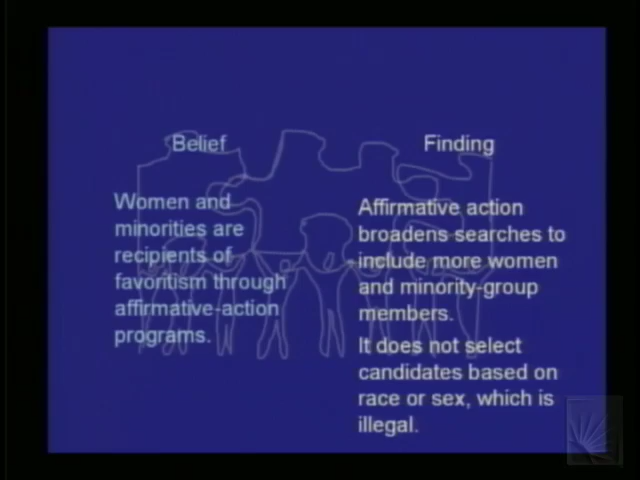 Belief
Women and
minorities are
recipients of
favoritism through
affirmative-action
programs.
Finding
Affirmative action
broadens searches to
include more women
and minority-group
members.
It does not select
candidates based on
race or sex, which is
illegal.